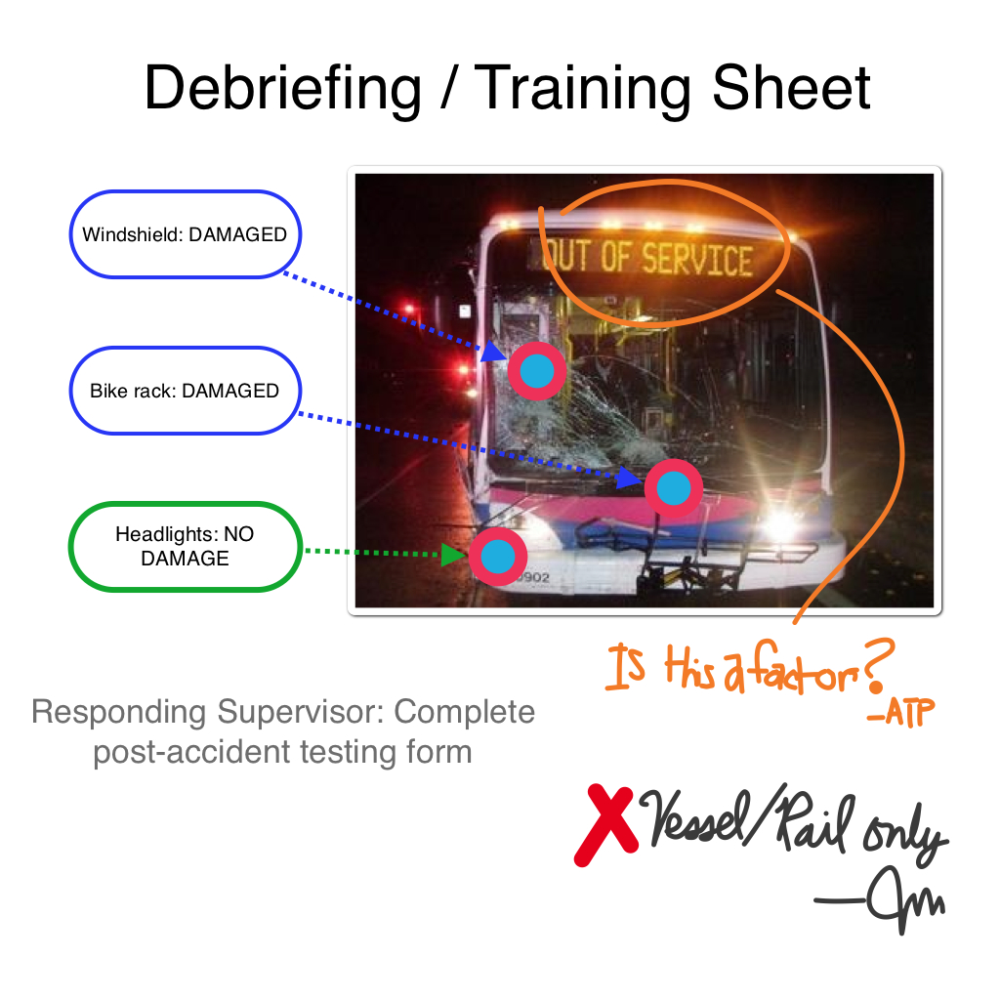 Debriefing / Training Sheet
Windshield: DAMAGED
OUT OF SERVICE
Bike rack: DAMAGED
Headlights: NO
DAMAGE
0902
Is this a factor?
-ATP
Responding Supervisor: Complete
post-accident testing form
X Vessel/Rail only